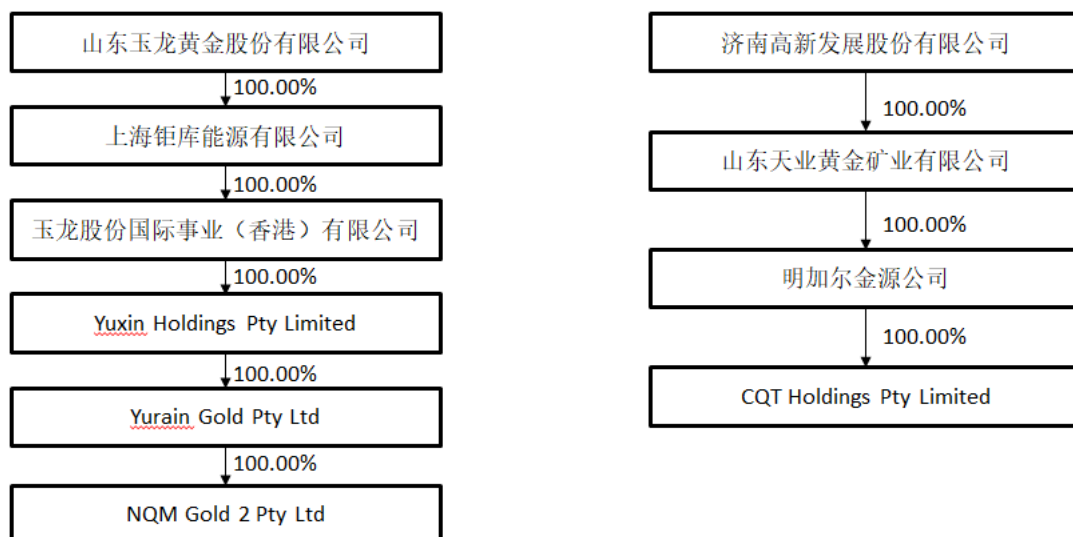 山东玉龙黄金股份有限公司
100.00%
上海钜库能源有限公司
100.00%
玉龙股份国际事业（香港）有限公司
100.00%
Yuxin Holdings Pty Limited
100.00%
Yurain Gold Pty Ltd
100.00%
NQM Gold 2 Pty Ltd
济南高新发展股份有限公司
100.00%
山东天业黄金矿业有限公司
100.00%
明加尔金源公司
100.00%
CQT Holdings Pty Limited